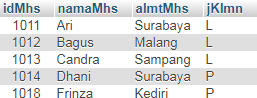 idMhs namaMhs almtMhs jKlmn
1011 Ari Surabaya L
1012 Bagus Malang L
1013 Candra Sampang L
1014 Dhani Surabaya P
1018 Frinza Kediri P